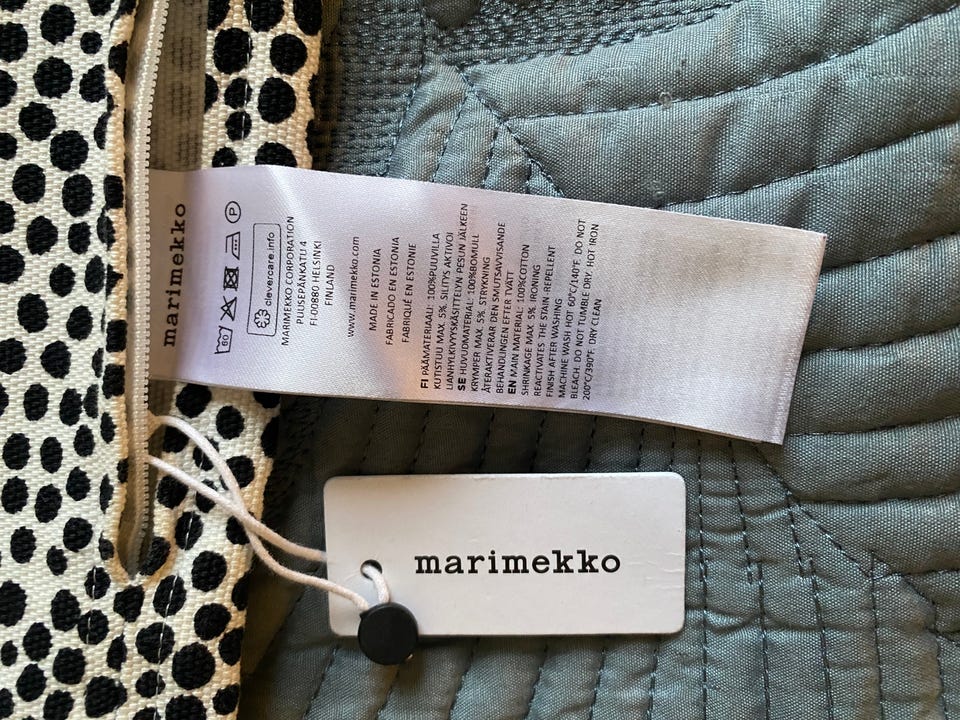 marimekko
60
P
clevercare.info
MARIMEKKO CORPORATION
PUUSEPÄNKATU 4
FI-00880 HELSINKI
FINLAND
www.marimekko.com
MADE IN ESTONIA
FABRICADO EN ESTONIA
FABRIQUÉ EN ESTONIE
FI PÄÄMATERIAALI: 100%PUUVILLA
KUTISTUU MAX. 5% SILITYS AKTIVOI
LIANHYLKIVYYSKÄSITTELYN PESUN JÄLKEEN
SE HUVUDMATERIAL: 100%BOMULL
KRYMPER MAX. 5% STRYKNING
ÅTERAKTIVERAR DEN SMUTSAVVISANDE
BEHANDLINGEN EFTER TVÄTT
EN MAIN MATERIAL: 100%COTTON
SHRINKAGE MAX. 5% IRONING
REACTIVATES THE STAIN REPELLENT
FINISH AFTER WASHING
MACHINE WASH HOT 60°C/140°F. DO NOT
BLEACH. DO NOT TUMBLE DRY. HOT IRON
200°C/390°F. DRY CLEAN
marimekko